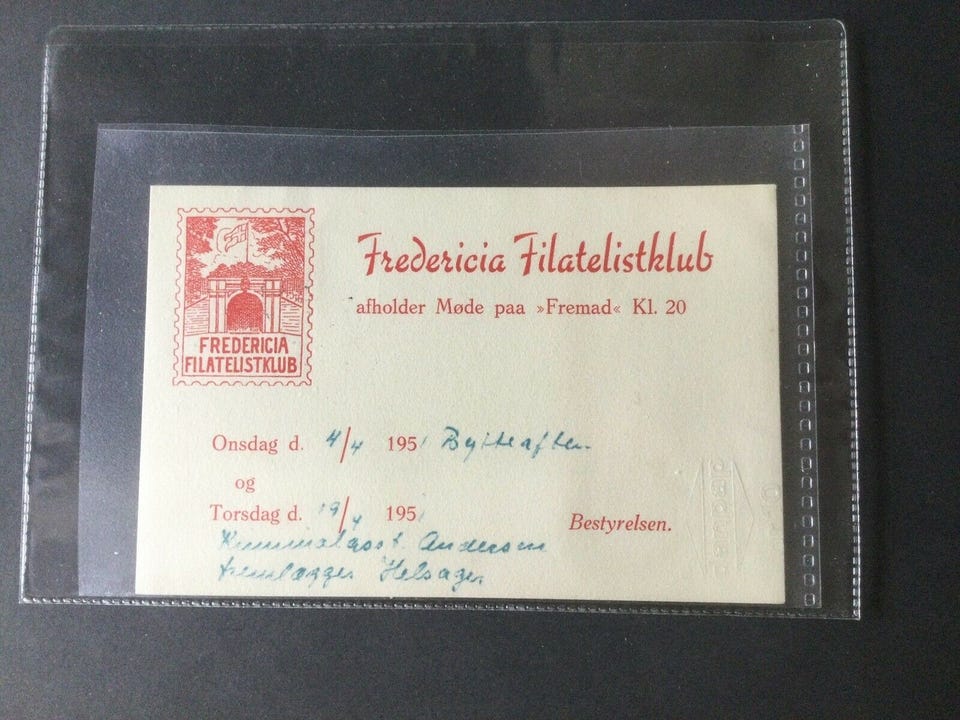 Fredericia Filatelistklub
afholder Møde paa »Fremad« Kl. 20
FREDERICIA
FILATELISTKLUB
Onsdag d. 4/4 1951 Bytteaften
og
Torsdag d. 19/4 1951
Bestyrelsen.
Kriminalass t. Andersen
fremlægger Helsager